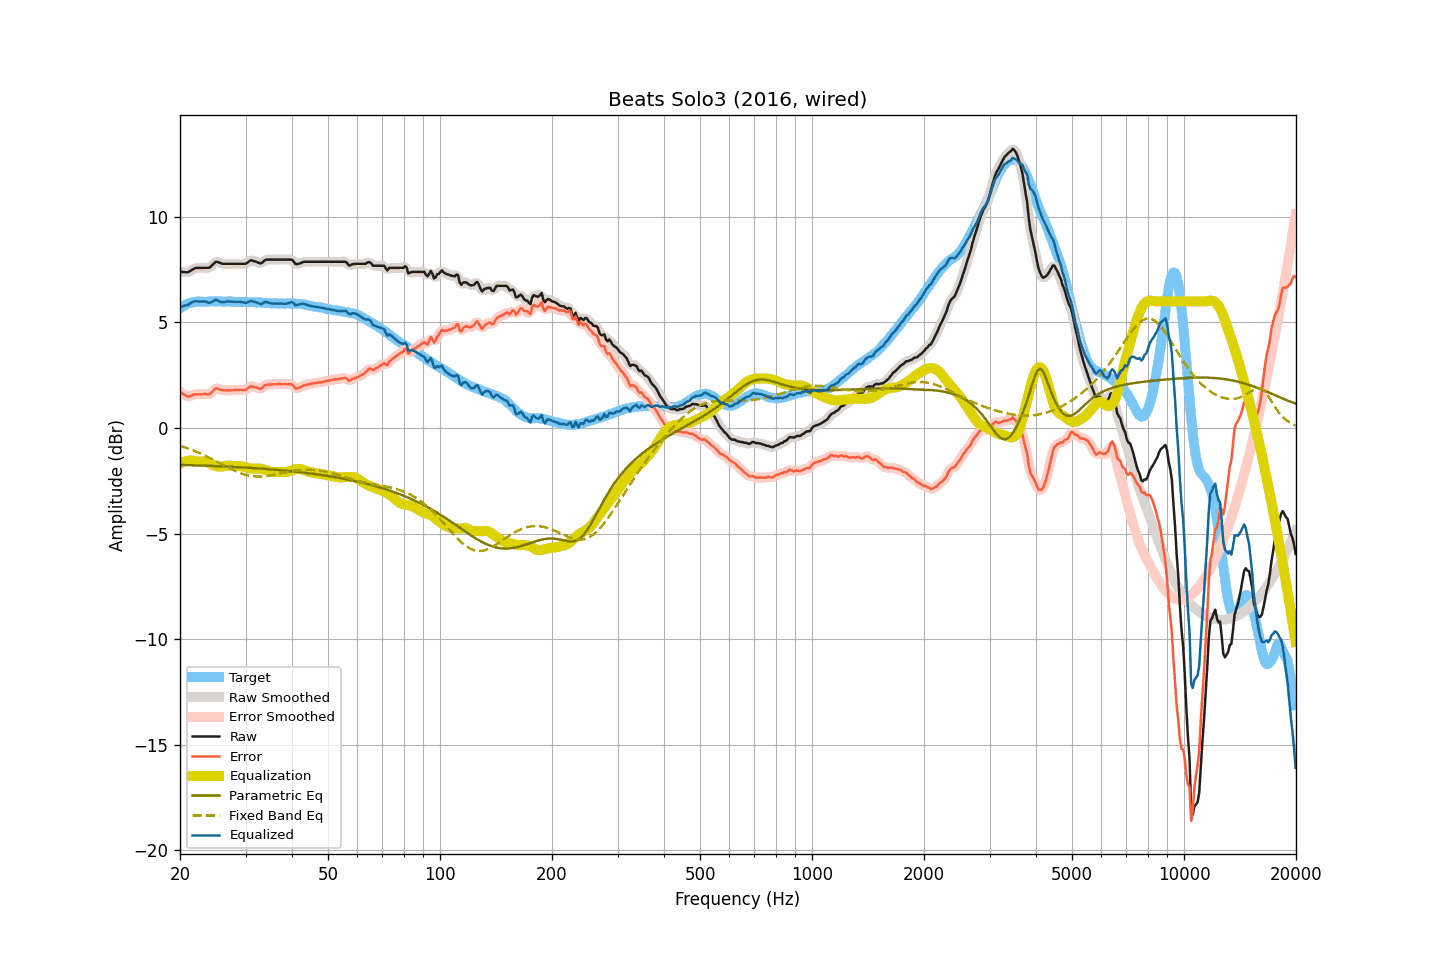 Beats Solo3 (2016, wired)
Amplitude (dBr)
10
5
0
−5
−10
−15
−20
Target
Raw Smoothed
Error Smoothed
Raw
Error
Equalization
Parametric Eq
Fixed Band Eq
Equalized
20 50 100 200 500 1000 2000 5000 10000 20000
Frequency (Hz)